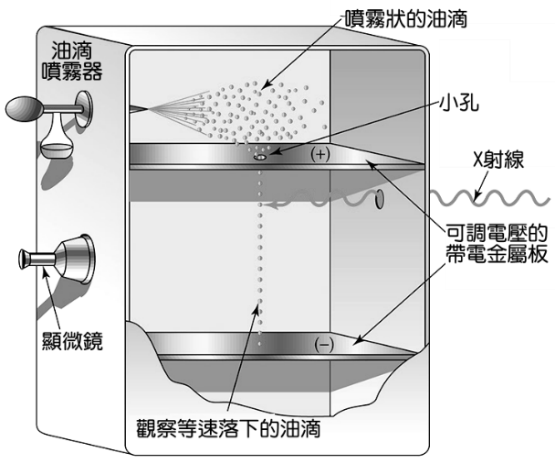 噴霧狀的油滴
油滴
噴霧器
小孔
(+)
X射線
可調電壓的
帶電金屬板
顯微鏡
(−)
觀察等速落下的油滴